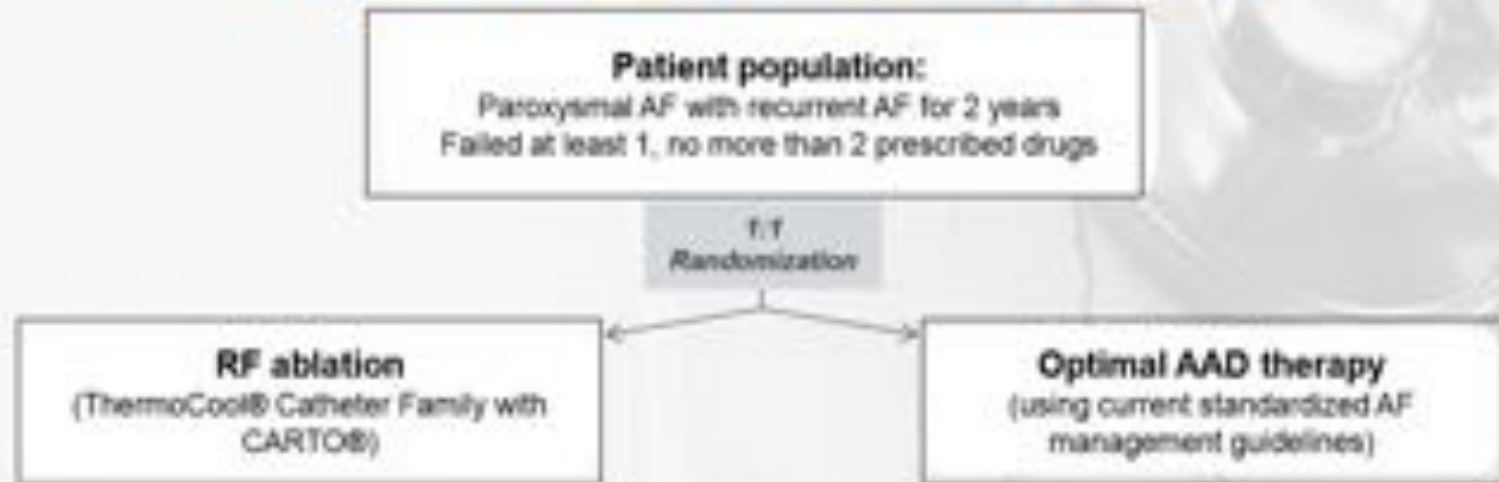 Patient population:
Paroxysmal AF with recurrent AF for 2 years
Failed at least 1, no more than 2 prescribed drugs
1:1
Randomization
RF ablation
(ThermoCool® Catheter Family with
CARTO®)
Optimal AAD therapy
(using current standardized AF
management guidelines)